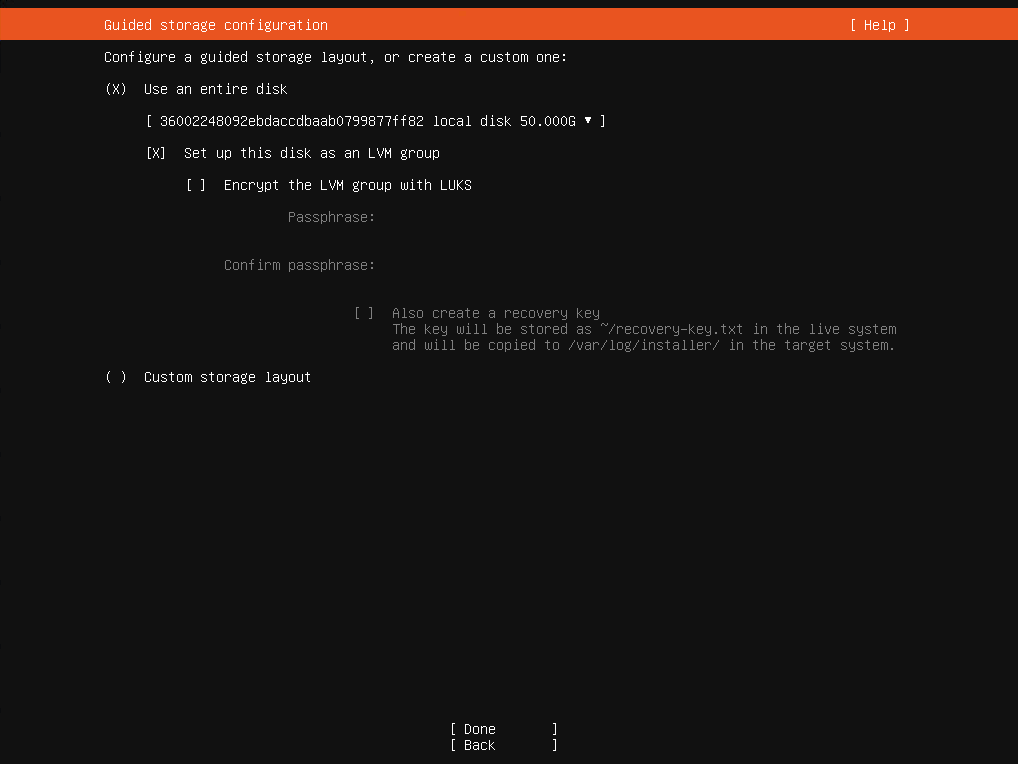 Guided storage configuration [ Help ]
Configure a guided storage layout, or create a custom one:
(X) Use an entire disk
[ 36002248092ebdaccdbaab0799877ff82 local disk 50.000G ▾ ]
[X] Set up this disk as an LVM group
[ ] Encrypt the LVM group with LUKS
Passphrase:
Confirm passphrase:
[ ] Also create a recovery key
The key will be stored as ~/recovery-key.txt in the live system
and will be copied to /var/log/installer/ in the target system.
( ) Custom storage layout
[ Done ]
[ Back ]